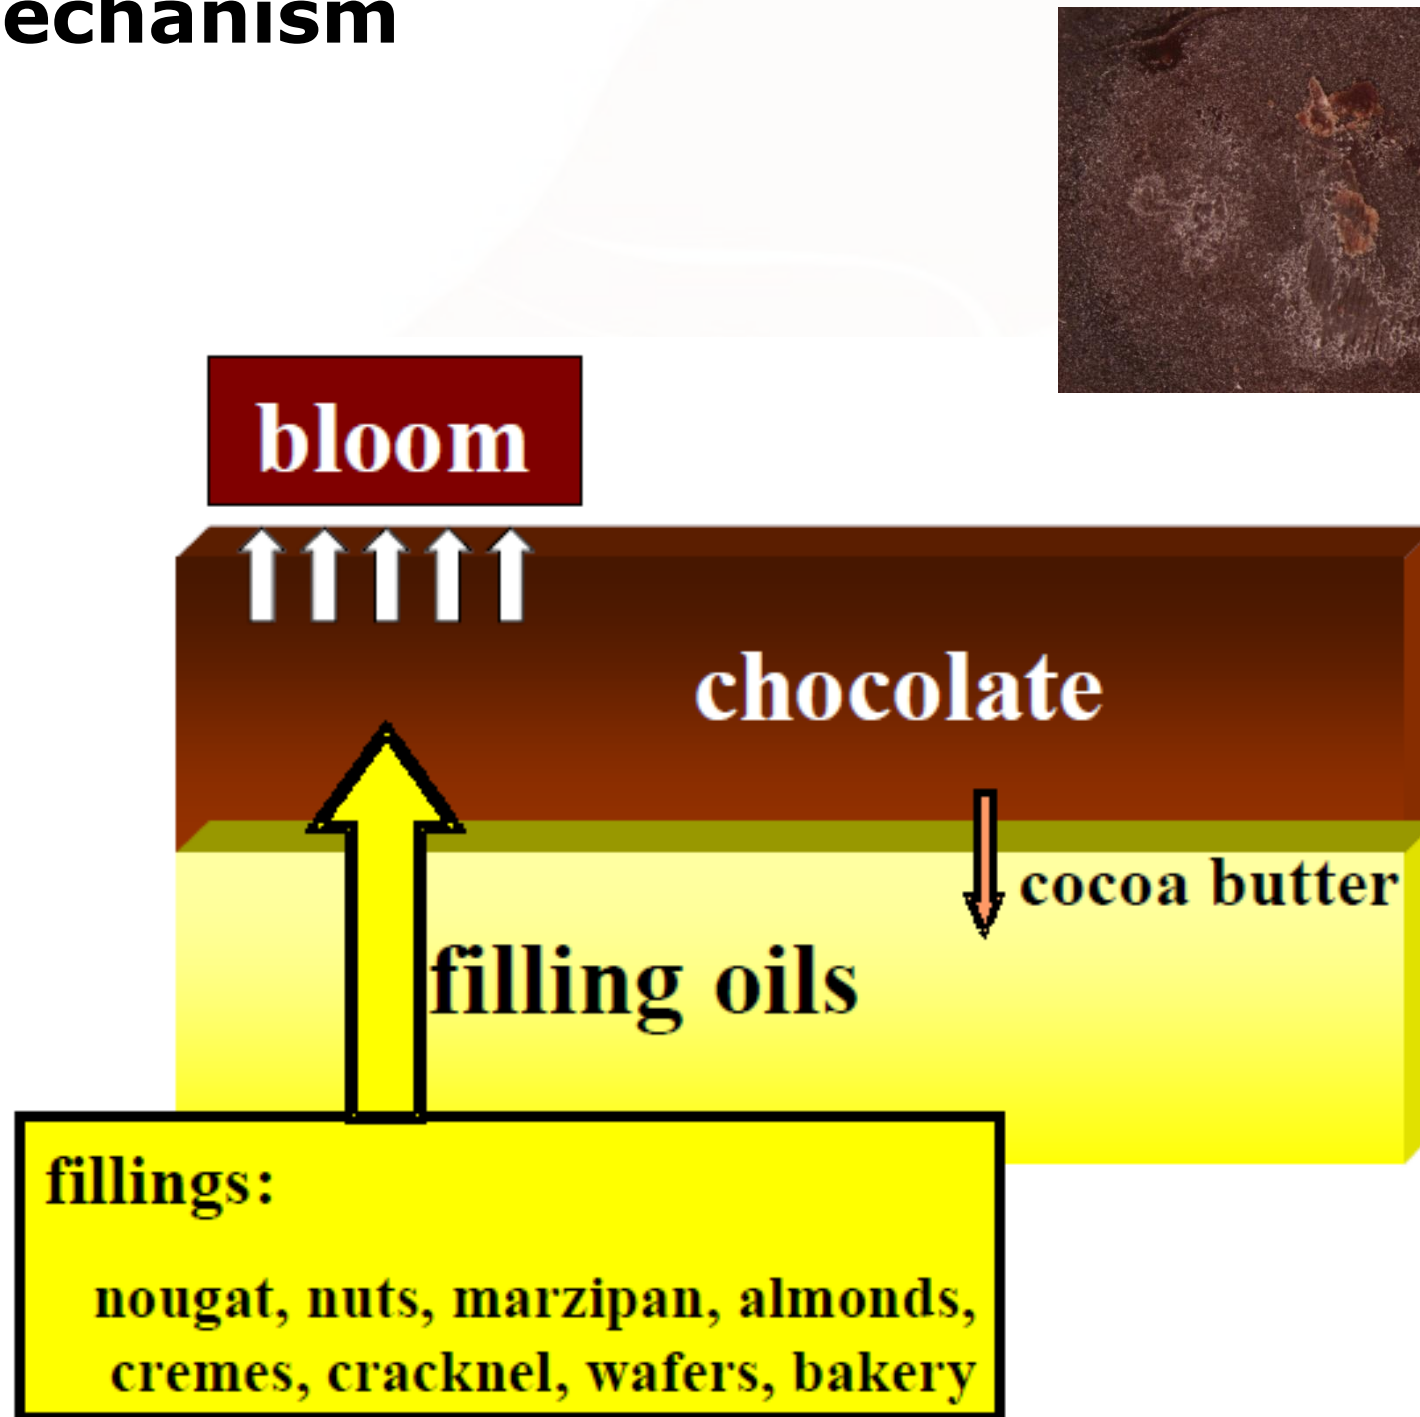 echanism
bloom
chocolate
cocoa butter
filling oils
fillings:
nougat, nuts, marzipan, almonds,
cremes, cracknel, wafers, bakery